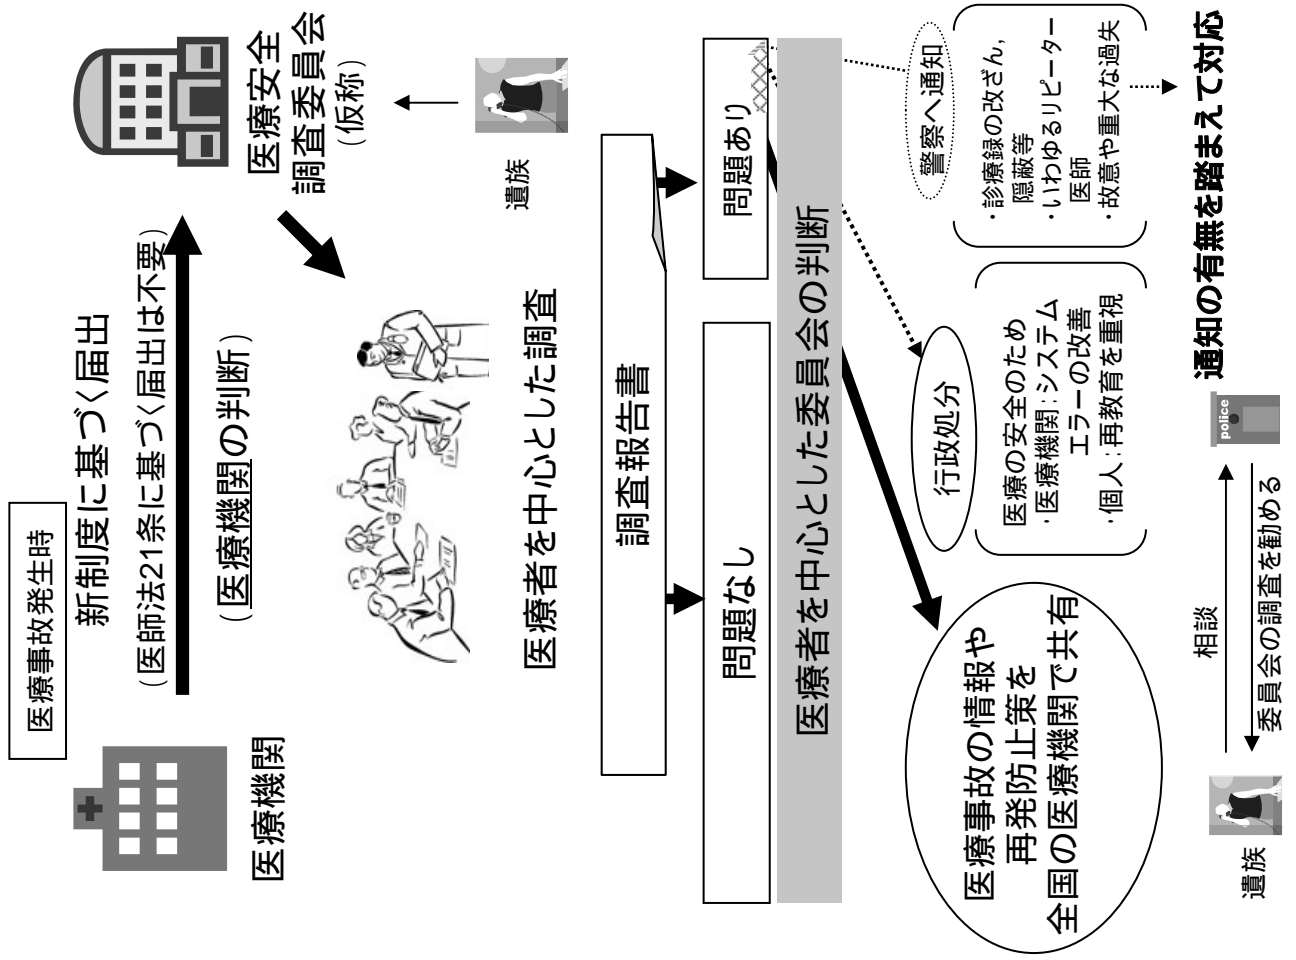 医療事故発生時
新制度に基づく届出
(医師法21条に基づく届出は不要)
(医療機関の判断)
医療機関
医療安全
調査委員会
(仮称)
遺族
医療者を中心とした調査
調査報告書
問題なし
問題あり
医療者を中心とした委員会の判断
医療事故の情報や
再発防止策を
全国の医療機関で共有
行政処分
医療の安全のため
・医療機関:システム
エラーの改善
・個人:再教育を重視
警察へ通知
・診療録の改ざん,
隠蔽等
・いわゆるリピーター
医師
・故意や重大な過失
通知の有無を踏まえて対応
遺族
相談
委員会の調査を勧める
police